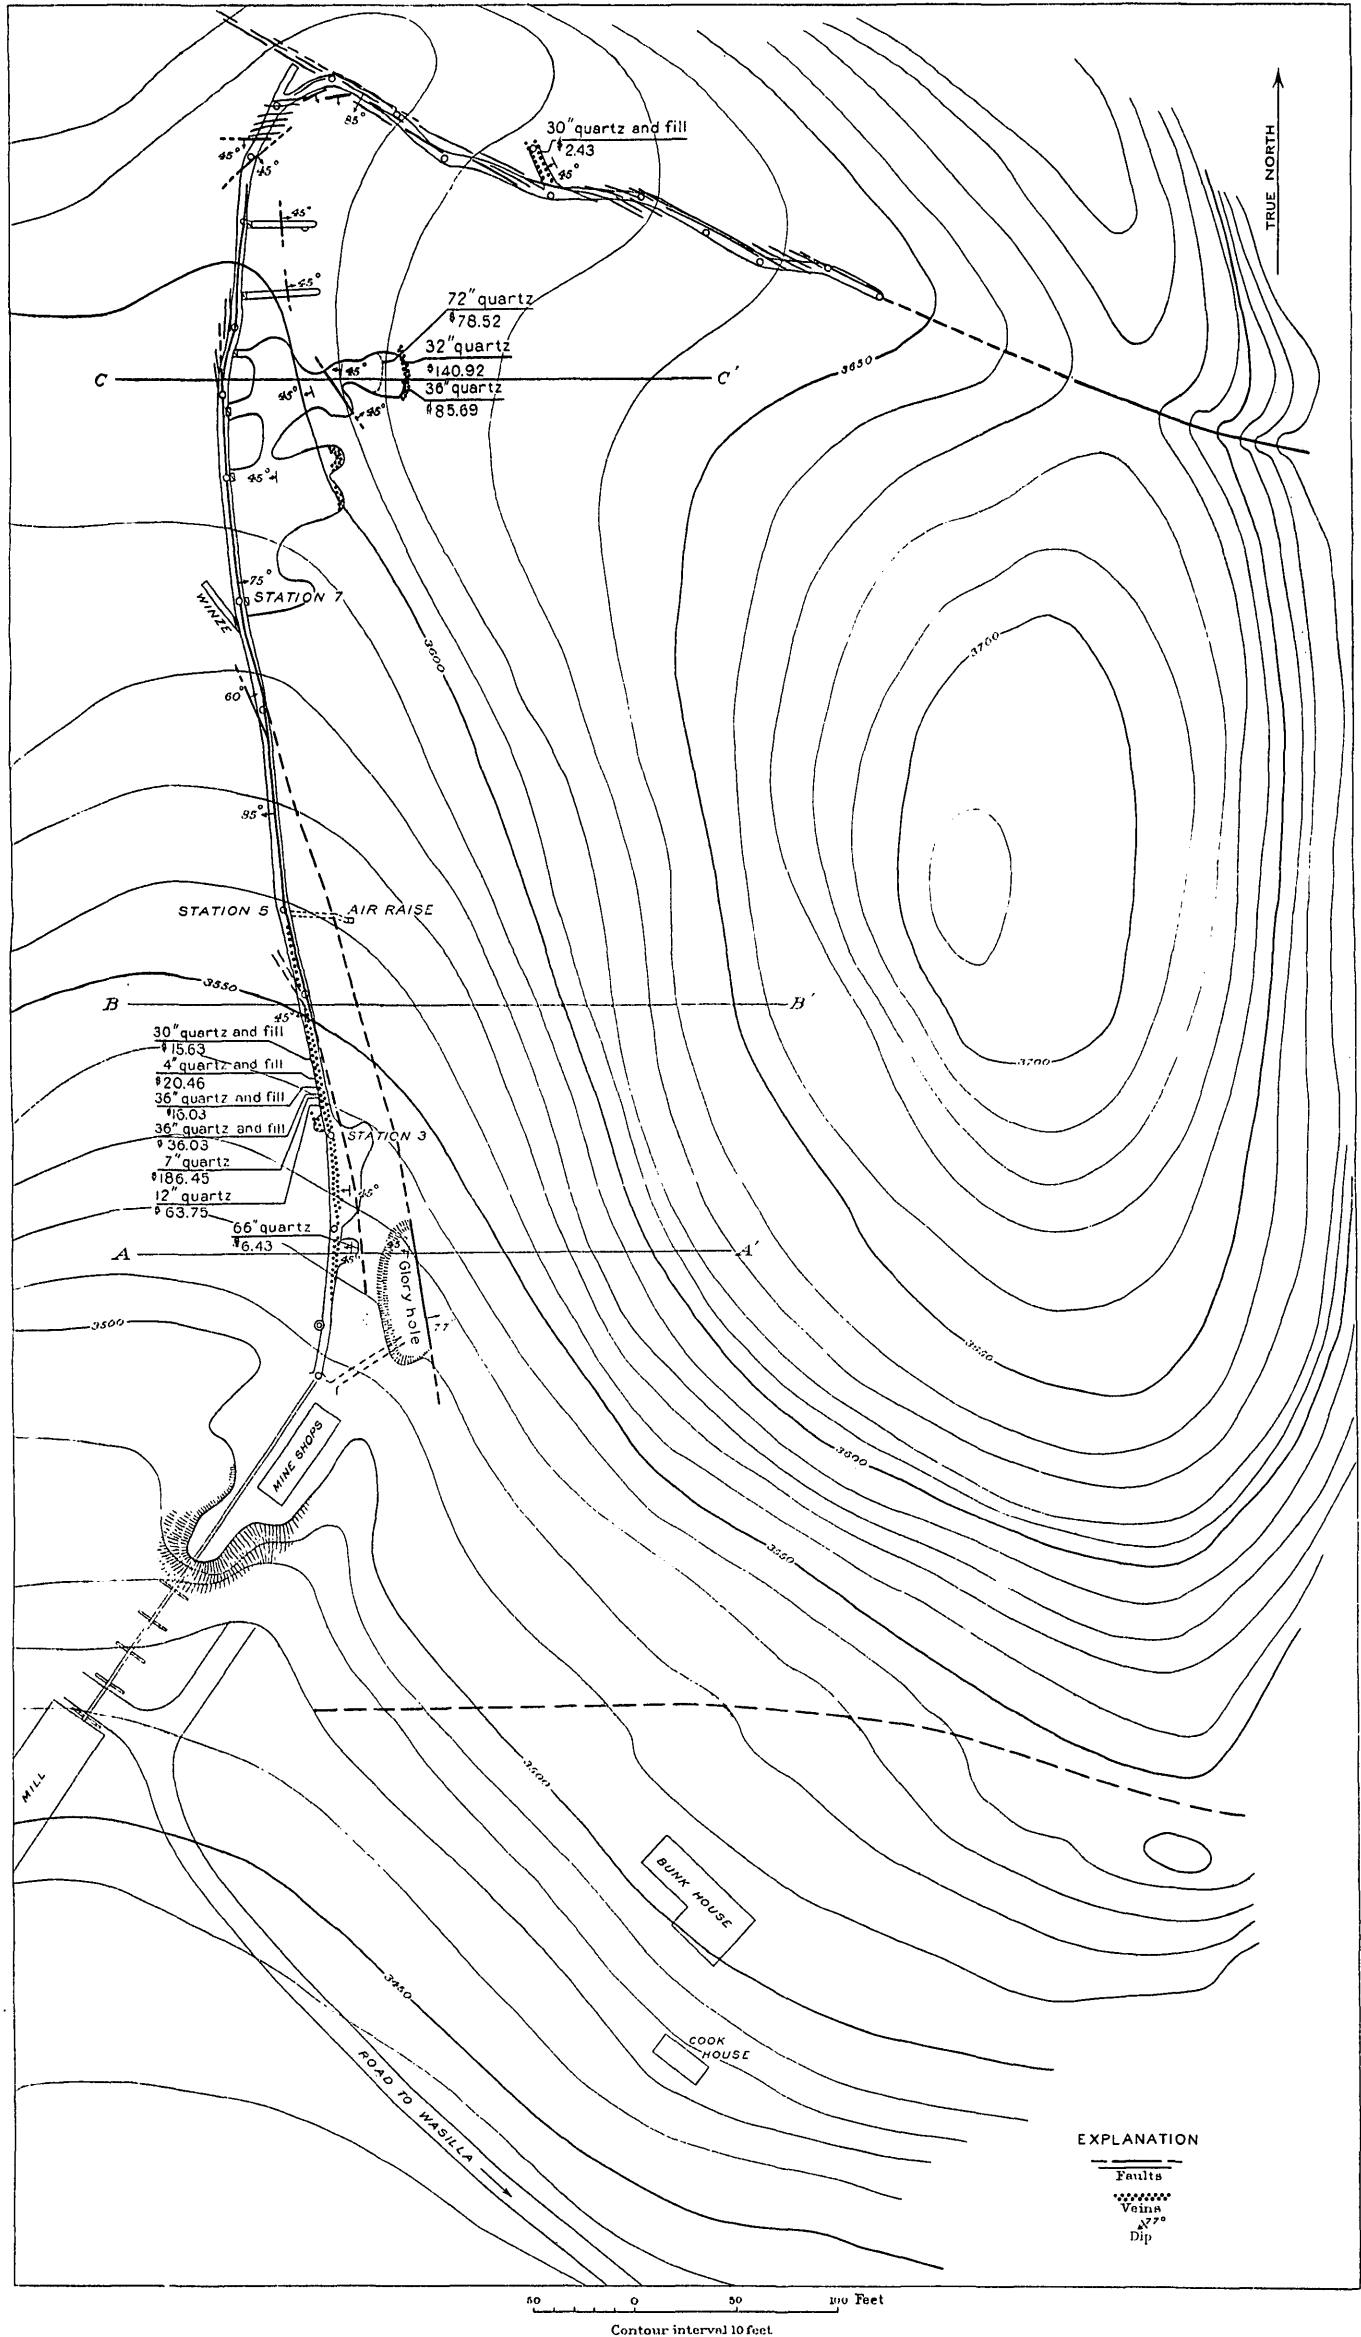 TRUE NORTH
85°
30" quartz and fill
$2.43
45°
45°
45°
45°
45°
72" quartz
$78.52
32" quartz
$140.92
36" quartz
$85.69
C
C'
45°
45°
45°
3650
45°
75°
STATION 7
WINZE
3600
3700
60°
85°
STATION 5
AIR RAISE
3550
B
B'
45°
30" quartz and fill
$15.63
4" quartz and fill
$20.46
36" quartz and fill
$16.03
36" quartz and fill
$36.03
7" quartz
$186.45
12" quartz
$63.75
STATION 3
3700
45°
66" quartz
$6.43
A
A'
45°
Glory hole
77
3500
3650
MINE SHOPS
3600
3550
MILL
3500
BUNK HOUSE
3450
COOK
HOUSE
ROAD TO WASILLA
EXPLANATION
Faults
Veins
77°
Dip
50 0 50 100 Feet
Contour interval 10 feet